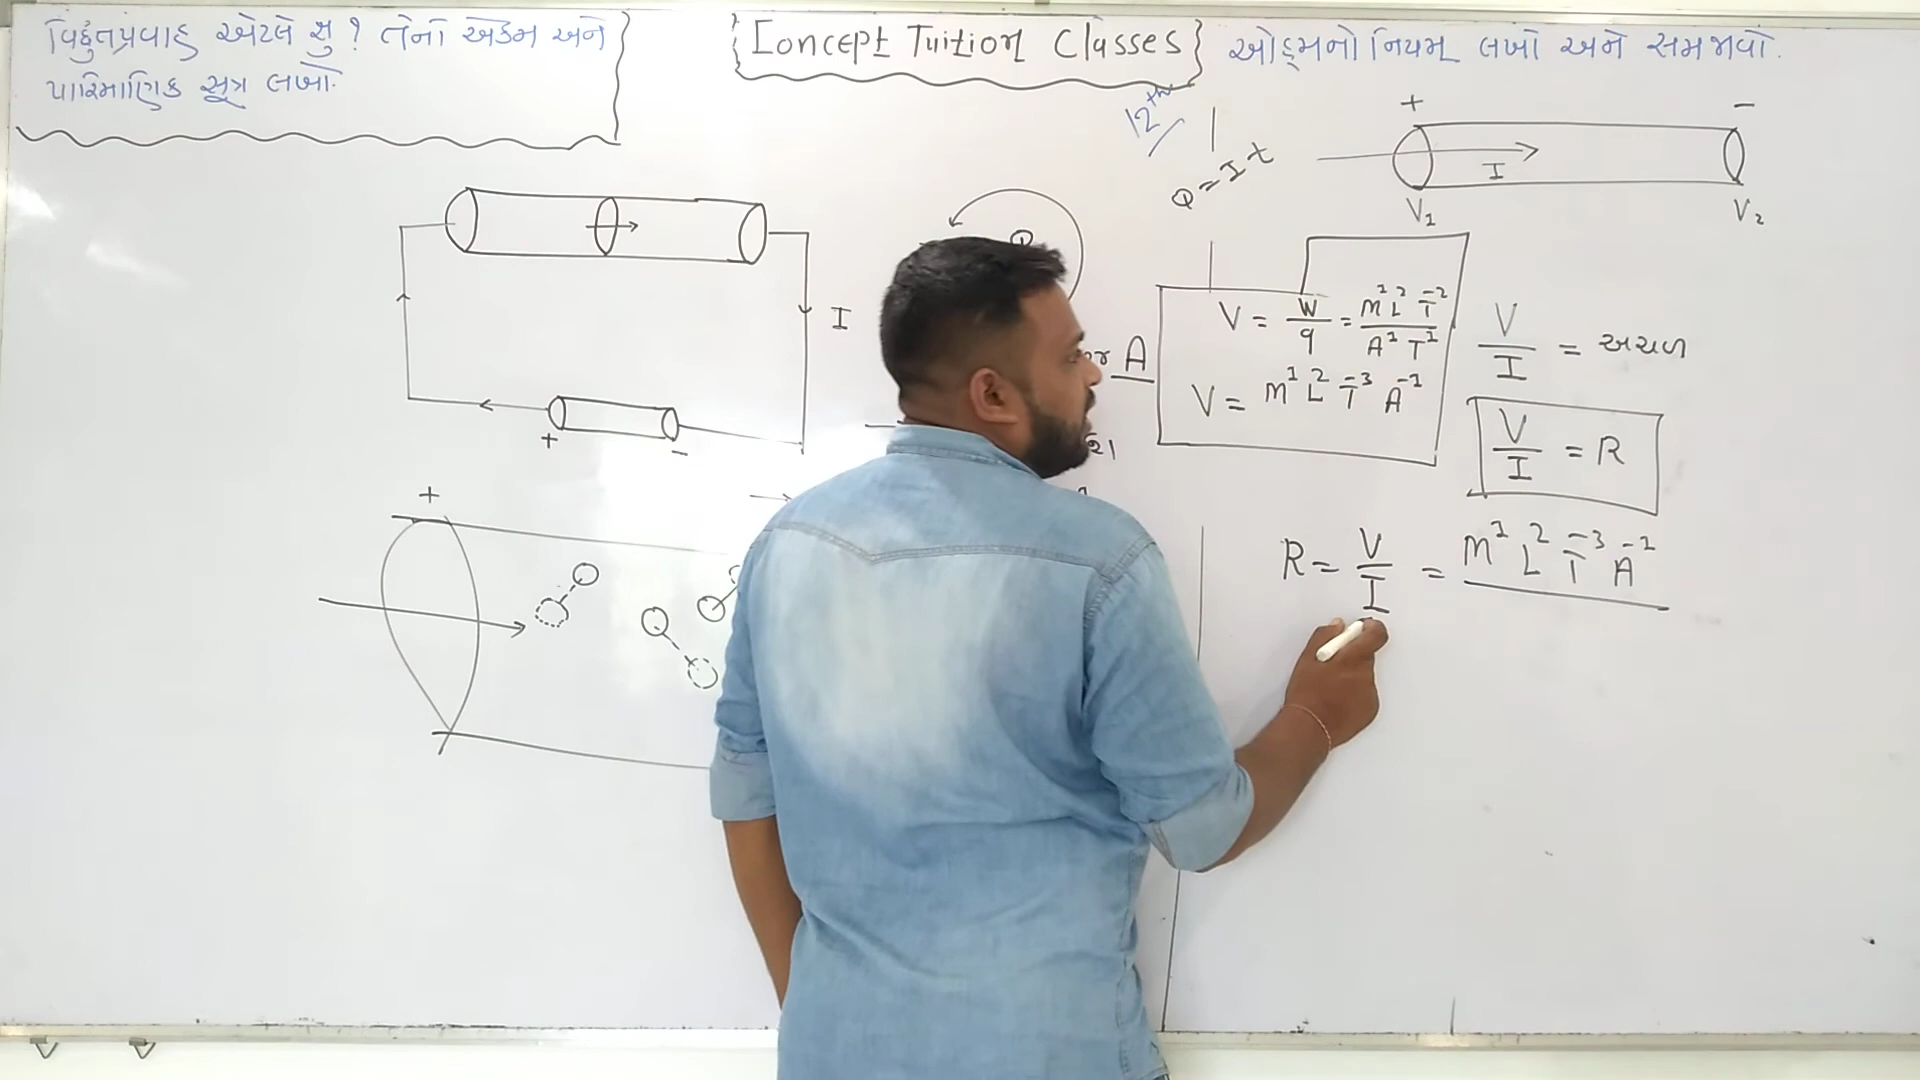 વિદ્યુતપ્રવાહ એટલે શુ ? તેનો એકમ અને
પારિમાણિક સૂત્ર લખો.
Concept Tuition Classes
12th
ઓહ્મનો નિયમ લખો અને સમજાવો.
+ −
I
V₁ V₂
Q = I t
I
+ −
A
V = W/q = M¹ L² T⁻² / A¹ T¹
V = M¹ L² T⁻³ A⁻¹
V/I = અચળ
V/I = R
+
R = V/I = M¹ L² T⁻³ A⁻¹